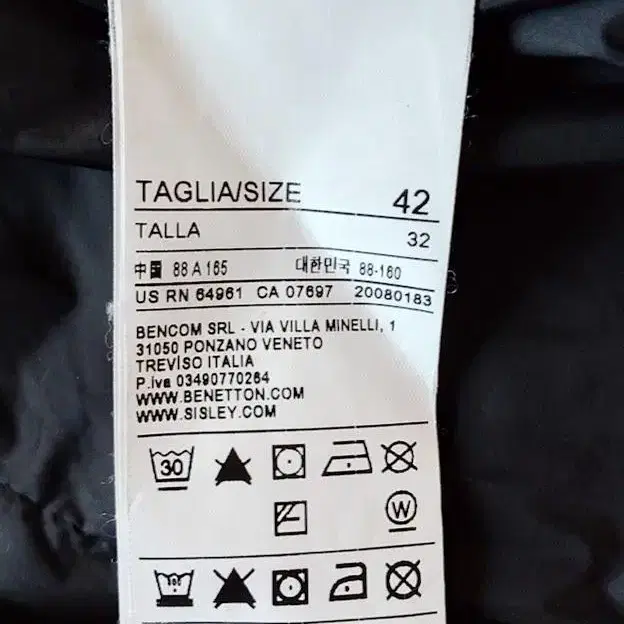 TAGLIA/SIZE 42
TALLA 32
中国 88 A 165 대한민국 88-160
US RN 64961 CA 07697 20080183
BENCOM SRL - VIA VILLA MINELLI, 1
31050 PONZANO VENETO
TREVISO ITALIA
P.iva 03490770264
WWW.BENETTON.COM
WWW.SISLEY.COM
30
W